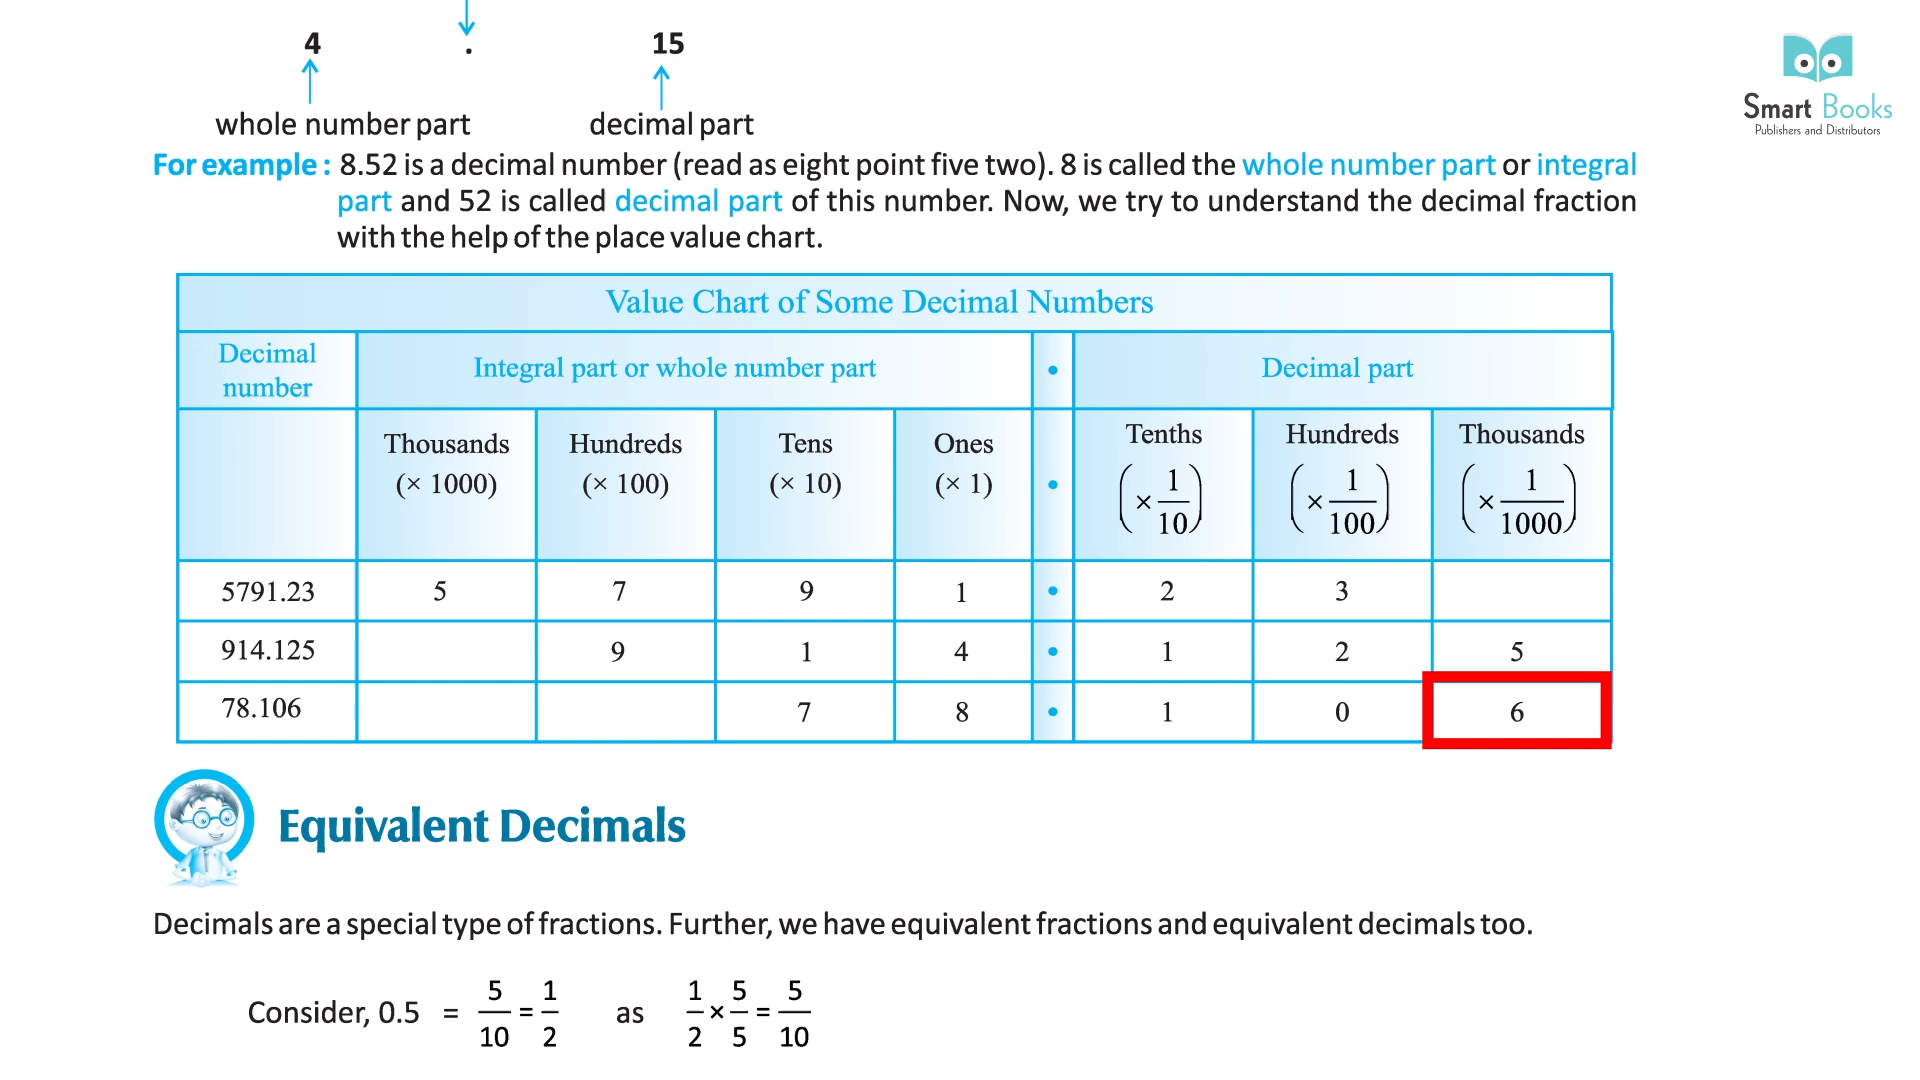 4 . 15
whole number part decimal part
Smart Books
Publishers and Distributors
For example : 8.52 is a decimal number (read as eight point five two). 8 is called the whole number part or integral
part and 52 is called decimal part of this number. Now, we try to understand the decimal fraction
with the help of the place value chart.
Value Chart of Some Decimal Numbers
Decimal number Integral part or whole number part • Decimal part
Thousands (× 1000) Hundreds (× 100) Tens (× 10) Ones (× 1) • Tenths (× 1/10) Hundreds (× 1/100) Thousands (× 1/1000)
5791.23 5 7 9 1 • 2 3
914.125 9 1 4 • 1 2 5
78.106 7 8 • 1 0 6
Equivalent Decimals
Decimals are a special type of fractions. Further, we have equivalent fractions and equivalent decimals too.
Consider, 0.5 = 5/10 = 1/2 as 1/2 × 5/5 = 5/10